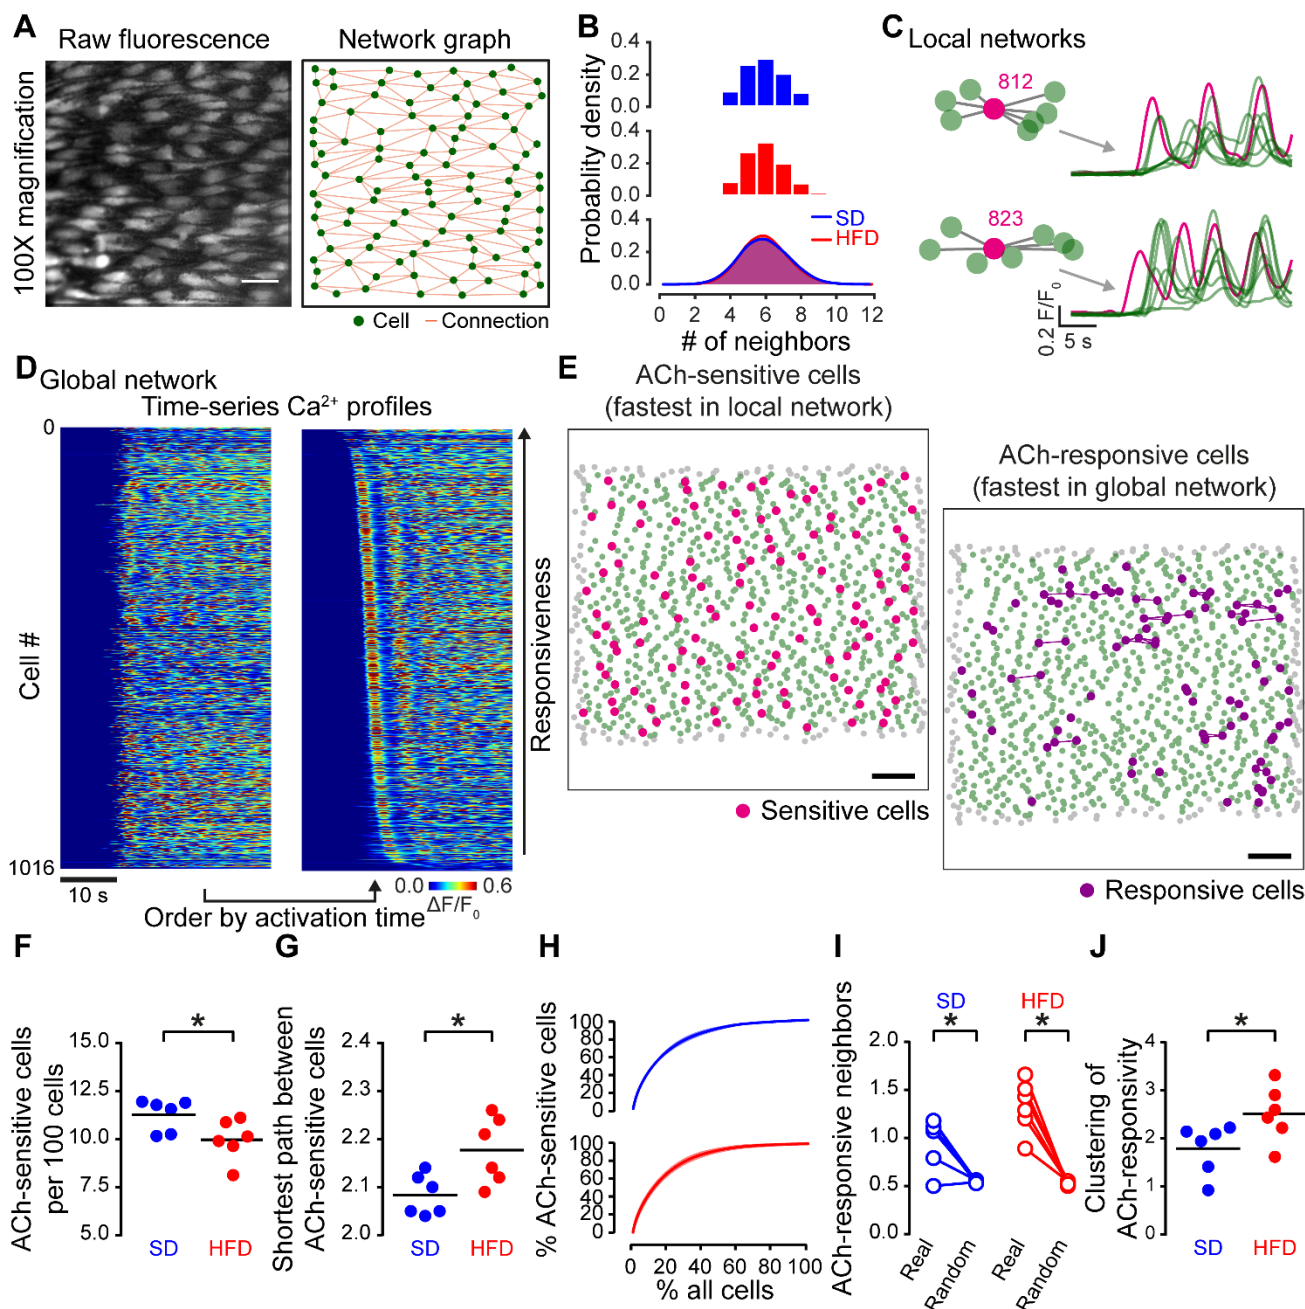 A
Raw fluorescence
Network graph
100X magnification
Cell
Connection
B
Probablity density
0.4
0.2
0.0
0.4
0.2
0.0
0.4
0.2
0.0
SD
HFD
0 2 4 6 8 10 12
# of neighbors
C
Local networks
812
823
0.2 F/F₀
5 s
D
Global network
Time-series Ca²⁺ profiles
0
Cell #
1016
10 s
Responsiveness
0.0 0.6
ΔF/F₀
Order by activation time
E
ACh-sensitive cells
(fastest in local network)
Sensitive cells
ACh-responsive cells
(fastest in global network)
Responsive cells
F
ACh-sensitive cells
per 100 cells
15.0
12.5
10.0
7.5
5.0
*
SD HFD
G
Shortest path between
ACh-sensitive cells
2.4
2.3
2.2
2.1
2.0
*
SD HFD
H
% ACh-sensitive cells
100
80
60
40
20
0
100
80
60
40
20
0
0 20 40 60 80 100
% all cells
I
ACh-responsive neighbors
SD HFD
* *
2.0
1.5
1.0
0.5
0.0
Real Random Real Random
J
Clustering of
ACh-responsivity
4
3
2
1
0
*
SD HFD